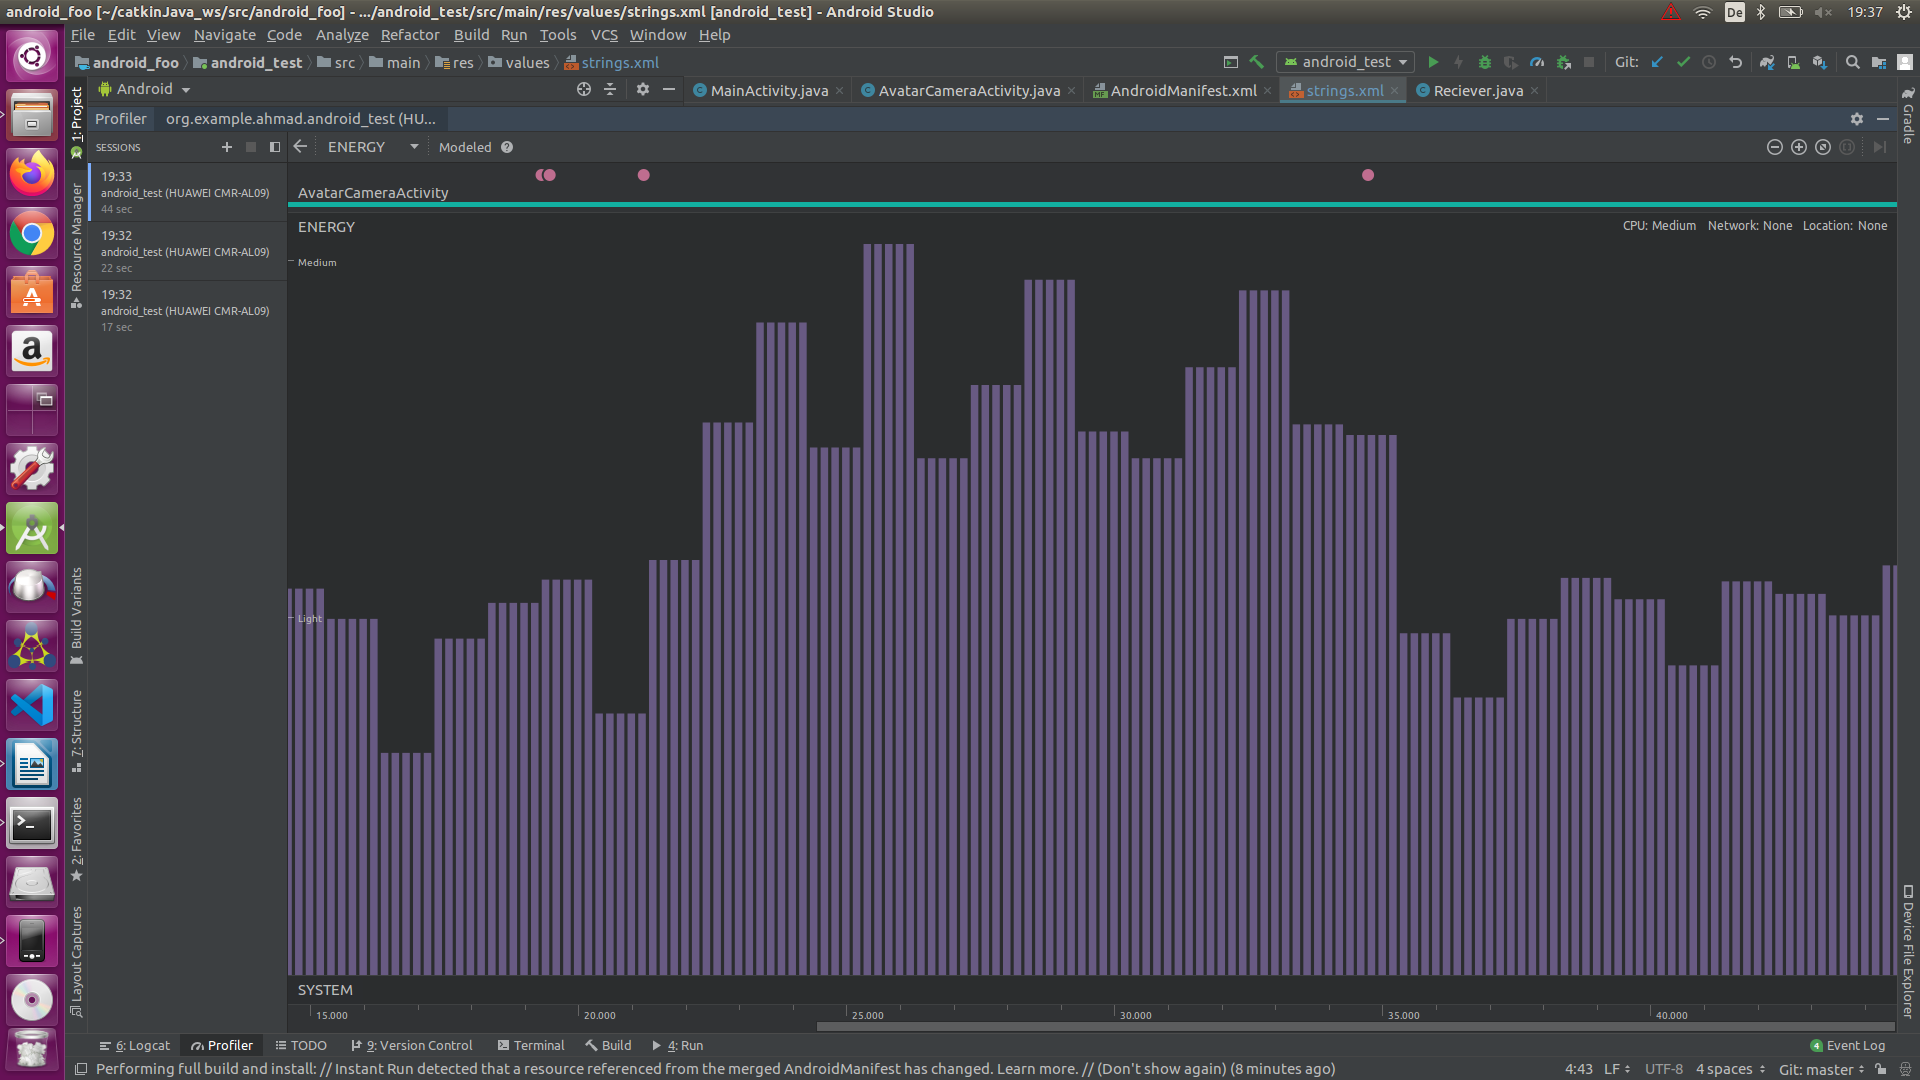 android_foo [~/catkinJava_ws/src/android_foo] - .../android_test/src/main/res/values/strings.xml [android_test] - Android Studio
De 19:37
File Edit View Navigate Code Analyze Refactor Build Run Tools VCS Window Help
android_foo android_test src main res values strings.xml android_test Git:
Android MainActivity.java AvatarCameraActivity.java AndroidManifest.xml strings.xml Reciever.java
Profiler org.example.ahmad.android_test (HU...
SESSIONS ENERGY Modeled
19:33
android_test (HUAWEI CMR-AL09)
44 sec
19:32
android_test (HUAWEI CMR-AL09)
22 sec
19:32
android_test (HUAWEI CMR-AL09)
17 sec
AvatarCameraActivity
ENERGY CPU: Medium Network: None Location: None
Medium
Light
SYSTEM
15.000 20.000 25.000 30.000 35.000 40.000
1: Project
Resource Manager
Build Variants
7: Structure
2: Favorites
Layout Captures
Gradle
Device File Explorer
6: Logcat Profiler TODO 9: Version Control Terminal Build 4: Run 4 Event Log
Performing full build and install: // Instant Run detected that a resource referenced from the merged AndroidManifest has changed. Learn more. // (Don't show again) (8 minutes ago) 4:43 LF UTF-8 4 spaces Git: master